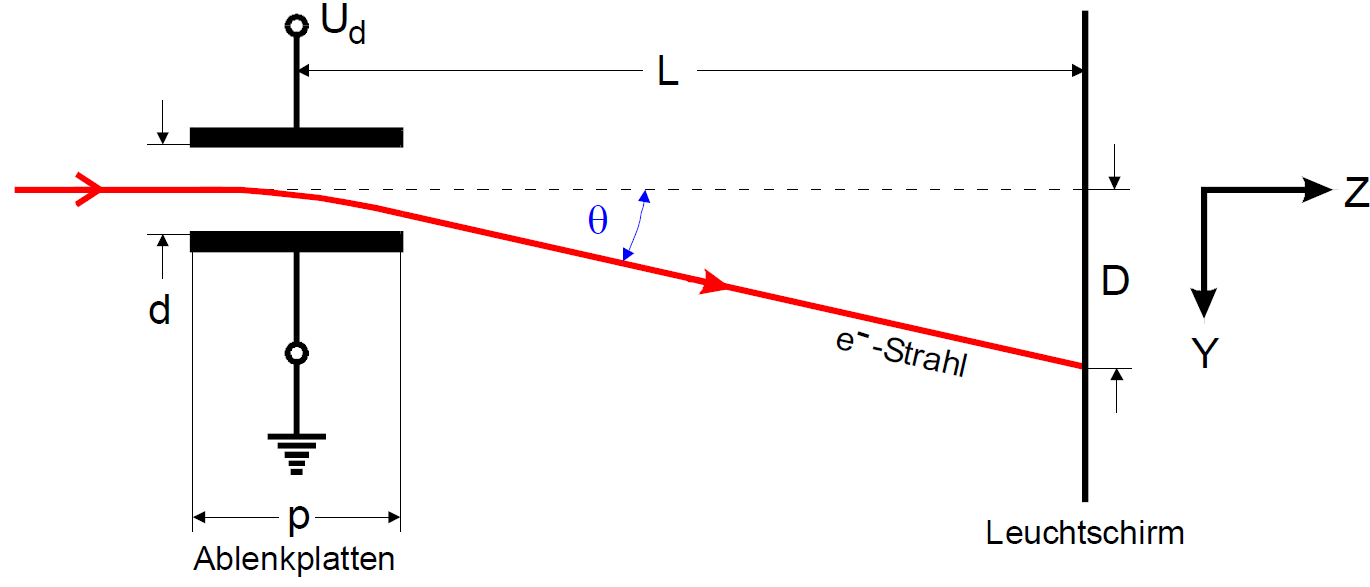 U_d
L
Z
θ
D
d
e⁻-Strahl
Y
p
Leuchtschirm
Ablenkplatten